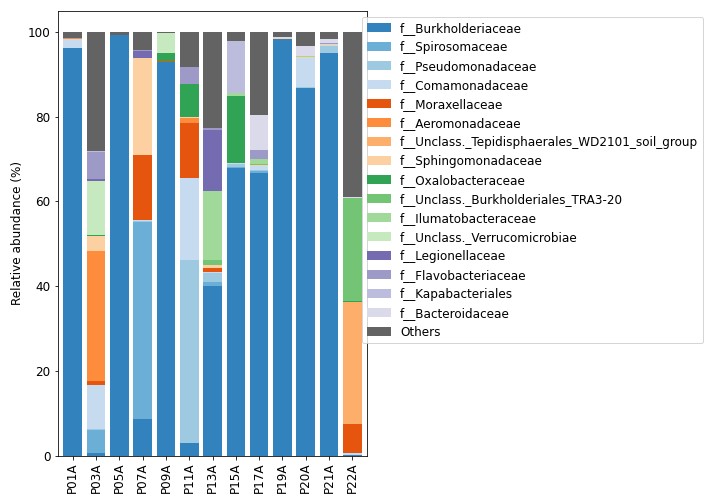 Relative abundance (%)
100
80
60
40
20
0
P01A
P03A
P05A
P07A
P09A
P11A
P13A
P15A
P17A
P19A
P20A
P21A
P22A
f__Burkholderiaceae
f__Spirosomaceae
f__Pseudomonadaceae
f__Comamonadaceae
f__Moraxellaceae
f__Aeromonadaceae
f__Unclass._Tepidisphaerales_WD2101_soil_group
f__Sphingomonadaceae
f__Oxalobacteraceae
f__Unclass._Burkholderiales_TRA3-20
f__Ilumatobacteraceae
f__Unclass._Verrucomicrobiae
f__Legionellaceae
f__Flavobacteriaceae
f__Kapabacteriales
f__Bacteroidaceae
Others